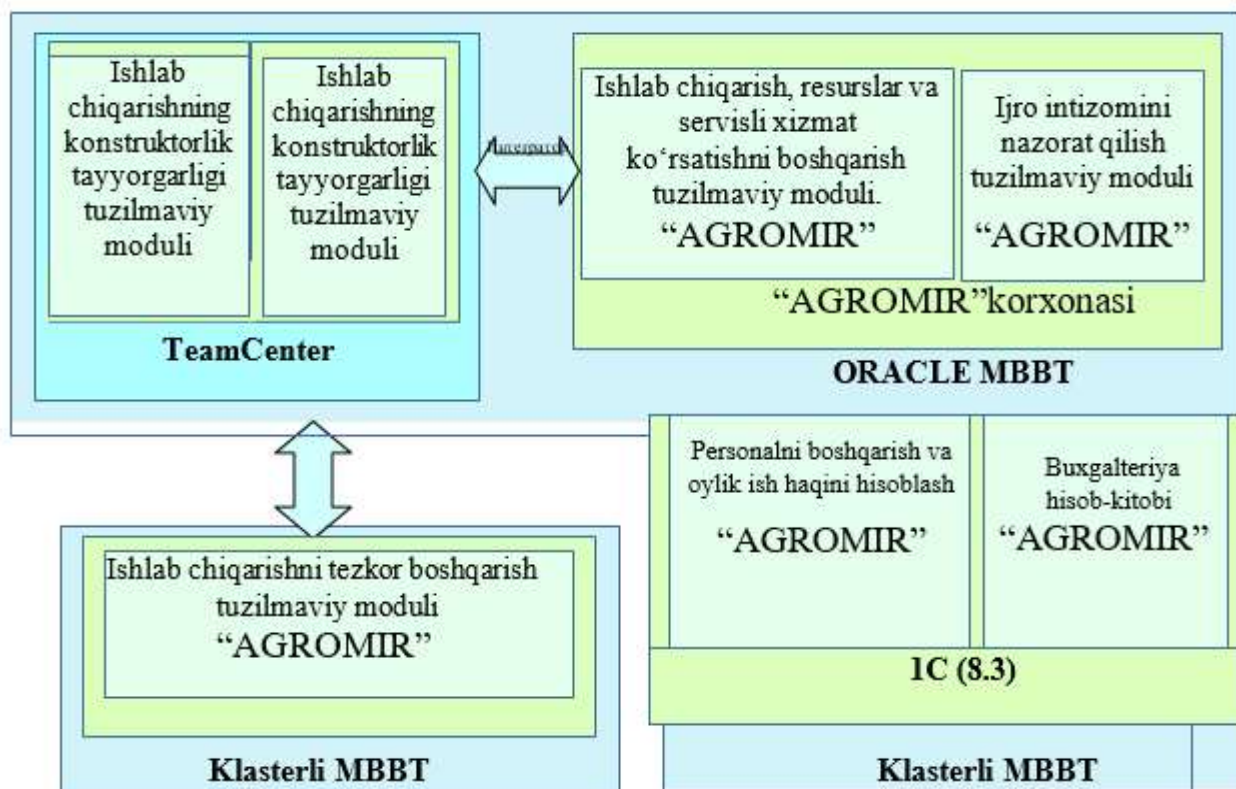 Ishlab
chiqarishning
konstruktorlik
tayyorgarligi
tuzilmaviy
moduli
Ishlab
chiqarishning
konstruktorlik
tayyorgarligi
tuzilmaviy
moduli
TeamCenter
Ishlab chiqarish, resurslar va
servisli xizmat
ko‘rsatishni boshqarish
tuzilmaviy moduli.
“AGROMIR”
Ijro intizomini
nazorat qilish
tuzilmaviy moduli
“AGROMIR”
“AGROMIR”korxonasi
ORACLE MBBT
Ishlab chiqarishni tezkor boshqarish
tuzilmaviy moduli
“AGROMIR”
Klasterli MBBT
Personalni boshqarish va
oylik ish haqini hisoblash
“AGROMIR”
Buxgalteriya
hisob-kitobi
“AGROMIR”
1C (8.3)
Klasterli MBBT